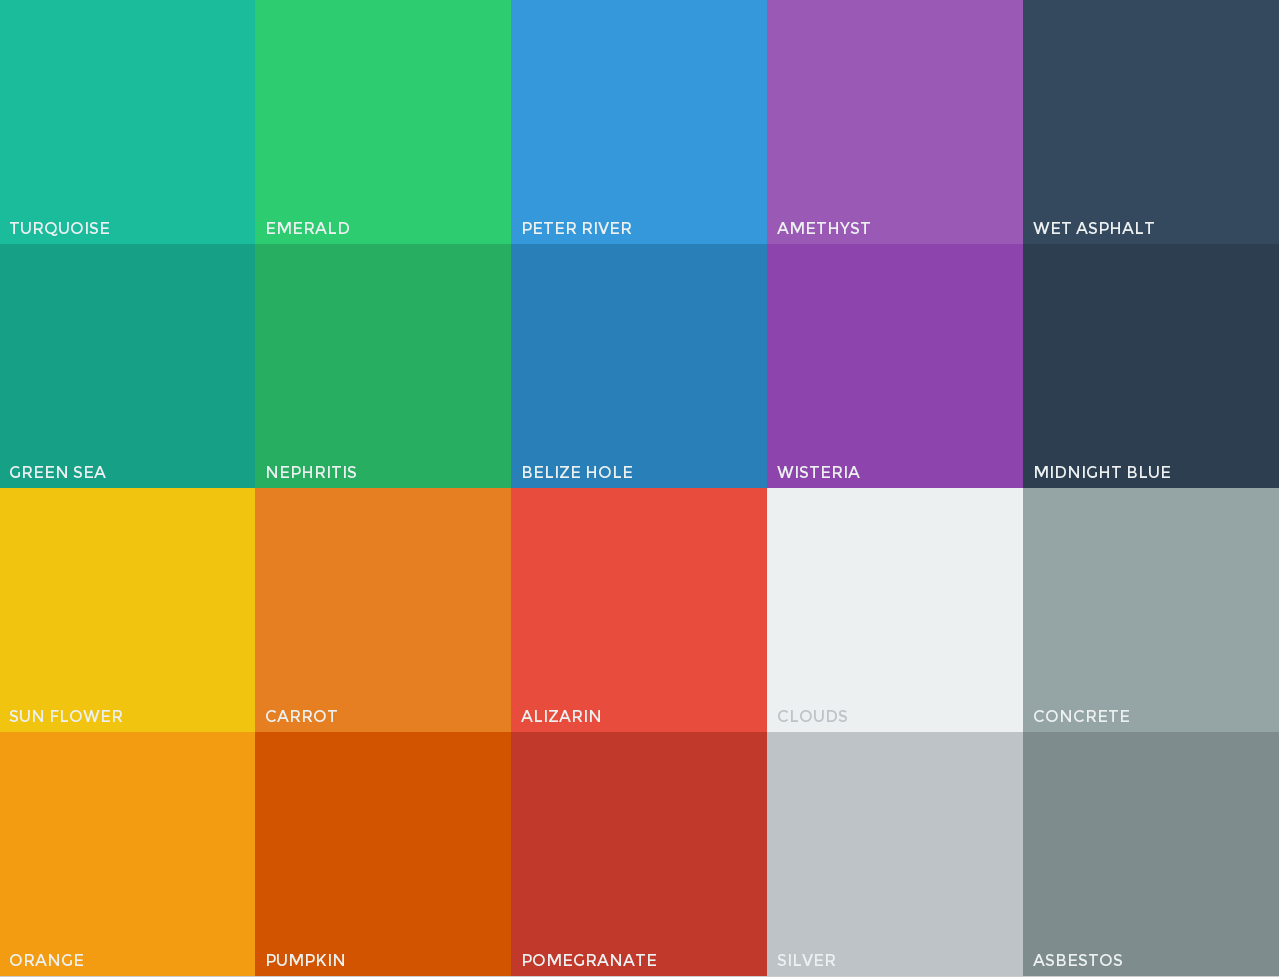 TURQUOISE
EMERALD
PETER RIVER
AMETHYST
WET ASPHALT
GREEN SEA
NEPHRITIS
BELIZE HOLE
WISTERIA
MIDNIGHT BLUE
SUN FLOWER
CARROT
ALIZARIN
CLOUDS
CONCRETE
ORANGE
PUMPKIN
POMEGRANATE
SILVER
ASBESTOS